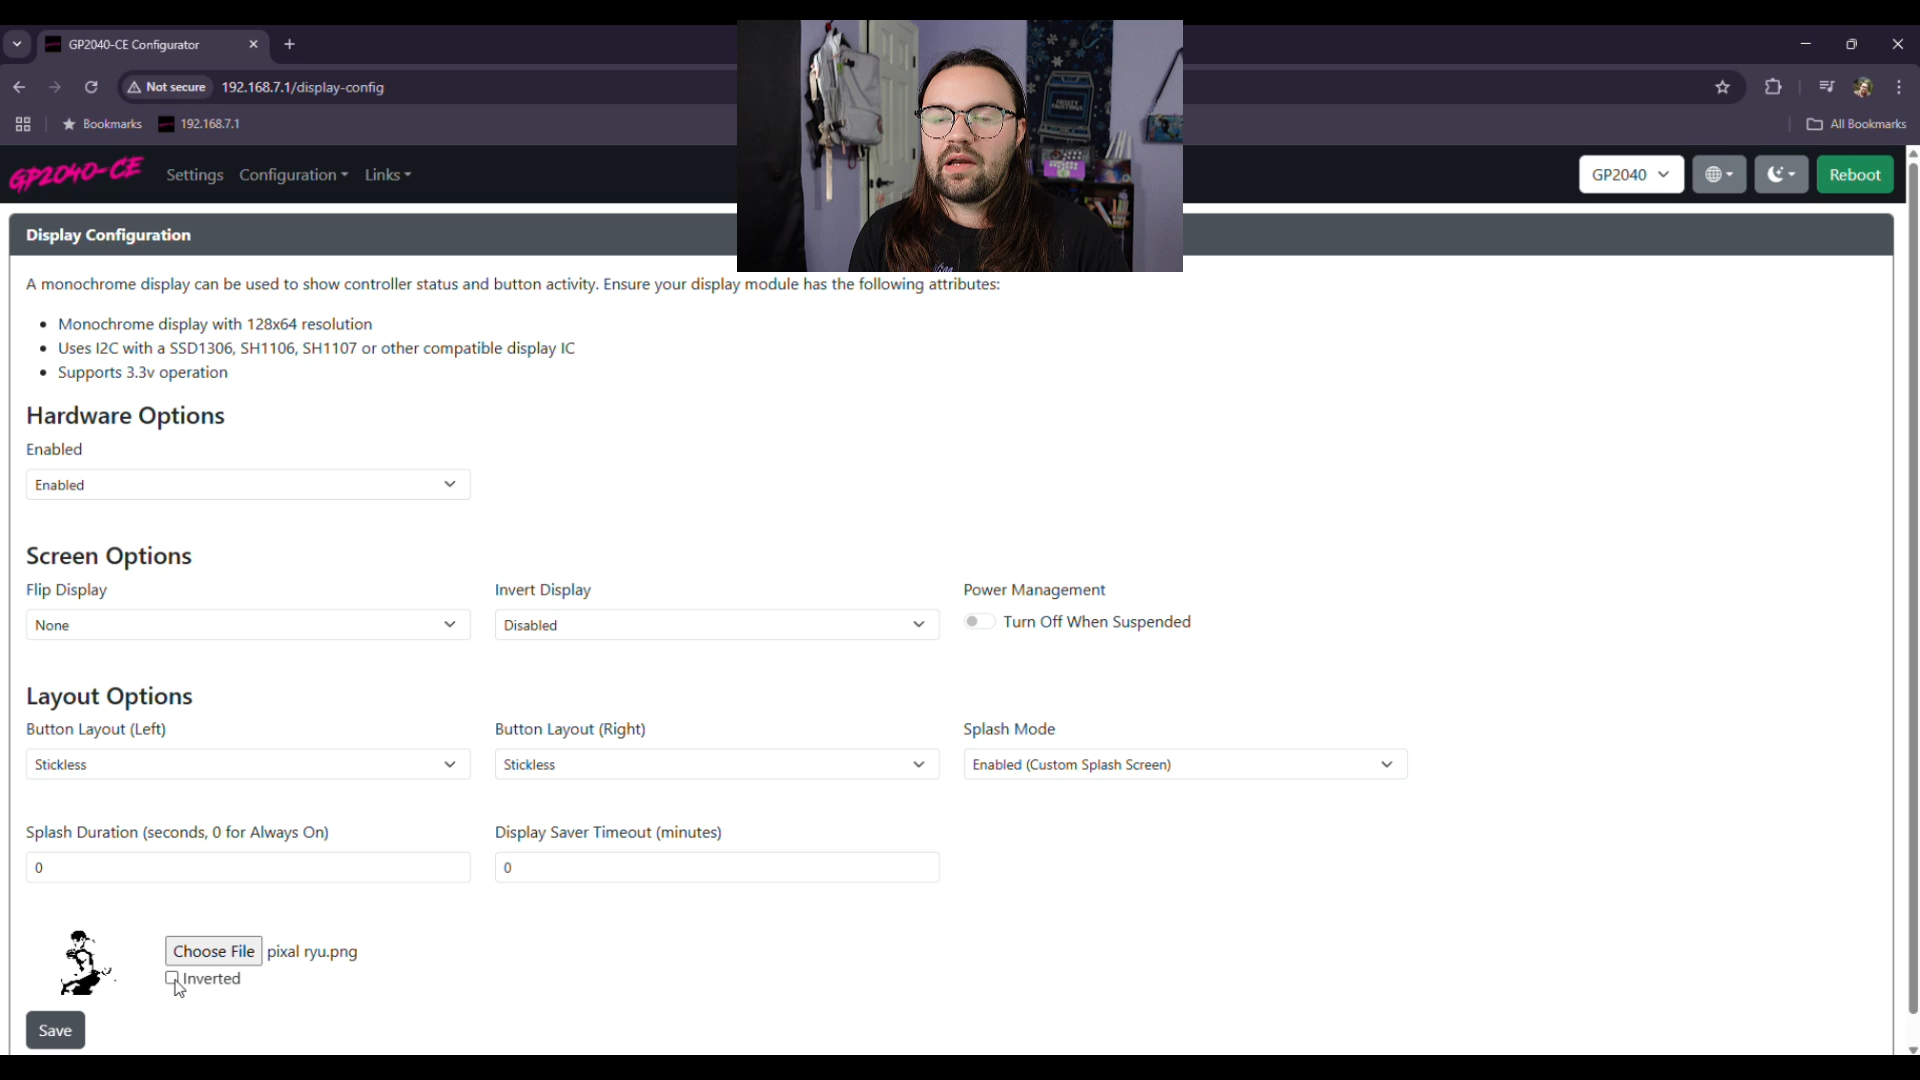 GP2040-CE Configurator
Not secure
192.168.7.1/display-config
Bookmarks
192.168.7.1
All Bookmarks
GP2040-CE
Settings
Configuration
Links
GP2040
Reboot
Display Configuration
A monochrome display can be used to show controller status and button activity. Ensure your display module has the following attributes:
Monochrome display with 128x64 resolution
Uses I2C with a SSD1306, SH1106, SH1107 or other compatible display IC
Supports 3.3v operation
Hardware Options
Enabled
Enabled
Screen Options
Flip Display
Invert Display
Power Management
None
Disabled
Turn Off When Suspended
Layout Options
Button Layout (Left)
Button Layout (Right)
Splash Mode
Stickless
Stickless
Enabled (Custom Splash Screen)
Splash Duration (seconds, 0 for Always On)
Display Saver Timeout (minutes)
0
0
Choose File
pixal ryu.png
Inverted
Save